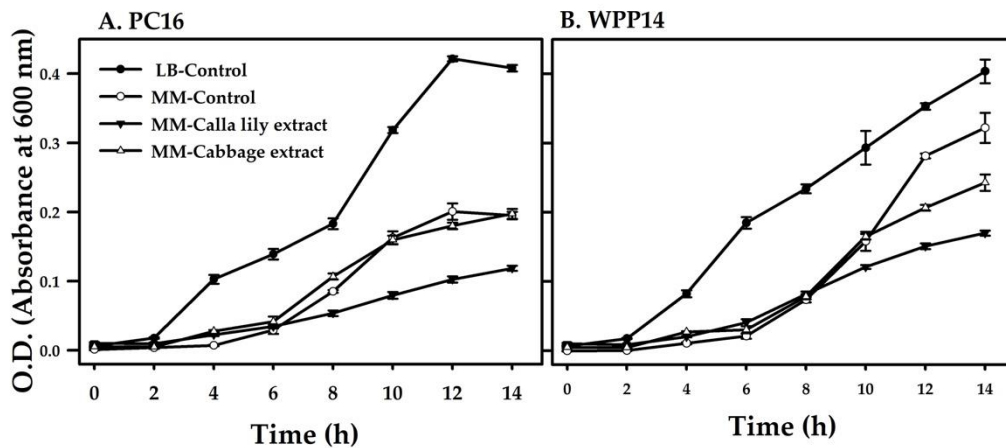 A. PC16
B. WPP14
O.D. (Absorbance at 600 nm)
0.4
0.3
0.2
0.1
0.0
LB-Control
MM-Control
MM-Calla lily extract
MM-Cabbage extract
0 2 4 6 8 10 12 14
0 2 4 6 8 10 12 14
Time (h)
Time (h)